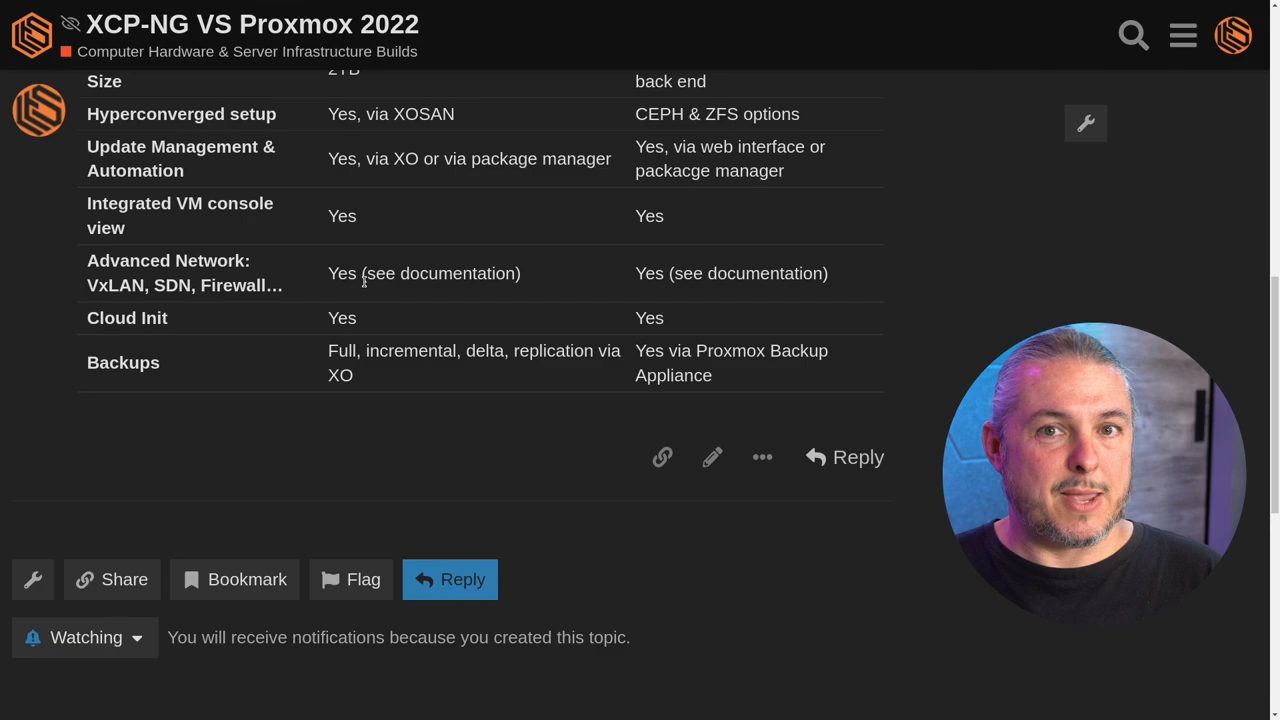 XCP-NG VS Proxmox 2022
Computer Hardware & Server Infrastructure Builds
Size
2TB
back end
Hyperconverged setup
Yes, via XOSAN
CEPH & ZFS options
Update Management &
Automation
Yes, via XO or via package manager
Yes, via web interface or
packacge manager
Integrated VM console
view
Yes
Yes
Advanced Network:
VxLAN, SDN, Firewall...
Yes (see documentation)
Yes (see documentation)
Cloud Init
Yes
Yes
Backups
Full, incremental, delta, replication via
XO
Yes via Proxmox Backup
Appliance
Reply
Share
Bookmark
Flag
Reply
Watching
You will receive notifications because you created this topic.